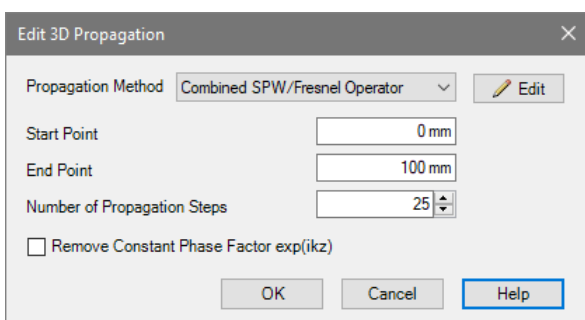 Edit 3D Propagation
Propagation Method Combined SPW/Fresnel Operator Edit
Start Point 0 mm
End Point 100 mm
Number of Propagation Steps 25
Remove Constant Phase Factor exp(ikz)
OK Cancel Help